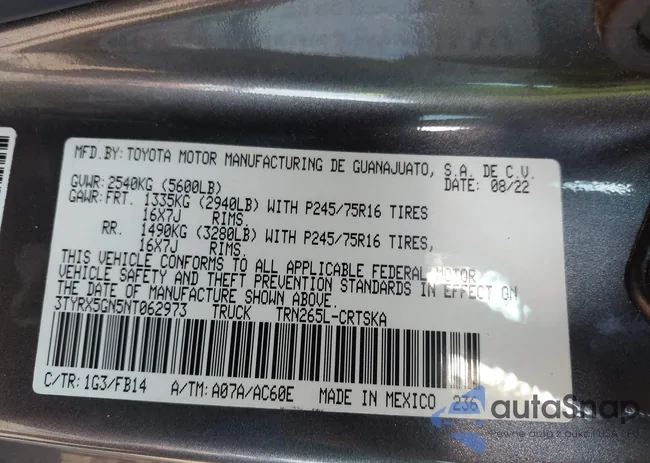 MFD.BY: TOYOTA MOTOR MANUFACTURING DE GUANAJUATO, S.A. DE C.V.
GVWR: 2540KG (5600LB) DATE: 08/22
GAWR: FRT. 1335KG (2940LB) WITH P245/75R16 TIRES
16X7J RIMS.
RR. 1490KG (3280LB) WITH P245/75R16 TIRES,
16X7J RIMS.
THIS VEHICLE CONFORMS TO ALL APPLICABLE FEDERAL MOTOR
VEHICLE SAFETY AND THEFT PREVENTION STANDARDS IN EFFECT ON
THE DATE OF MANUFACTURE SHOWN ABOVE.
3TYRX5GN5NT062973 TRUCK TRN265L-CRTSKA
C/TR: 1G3/FB14 A/TM: A07A/AC60E MADE IN MEXICO 236
autoSnap